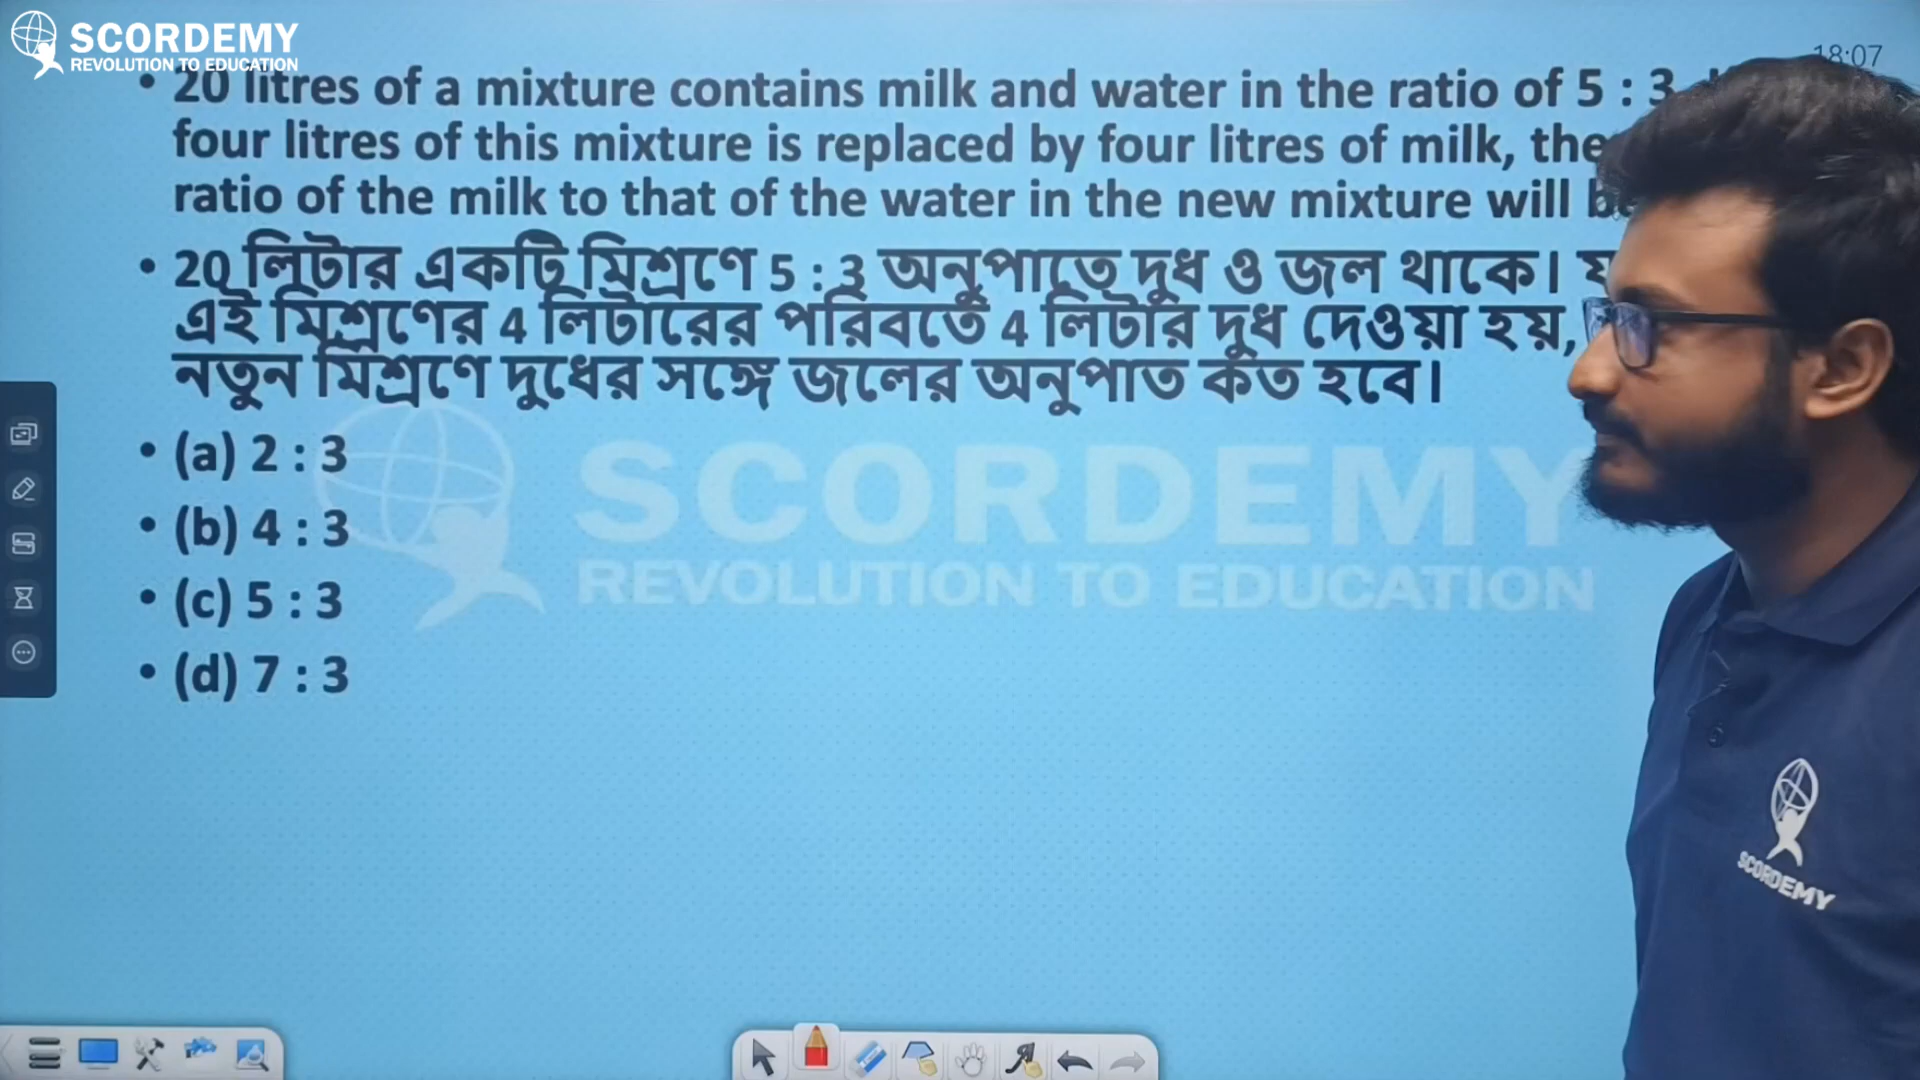 SCORDEMY
REVOLUTION TO EDUCATION
18:07
• 20 litres of a mixture contains milk and water in the ratio of 5 : 3.
four litres of this mixture is replaced by four litres of milk, the
ratio of the milk to that of the water in the new mixture will
• 20 লিটার একটি মিশ্রণে 5 : 3 অনুপাতে দুধ ও জল থাকে।
এই মিশ্রণের 4 লিটারের পরিবর্তে 4 লিটার দুধ দেওয়া হয়,
নতুন মিশ্রণে দুধের সঙ্গে জলের অনুপাত কত হবে।
• (a) 2 : 3
• (b) 4 : 3
• (c) 5 : 3
• (d) 7 : 3
SCORDEMY
REVOLUTION TO EDUCATION
SCORDEMY